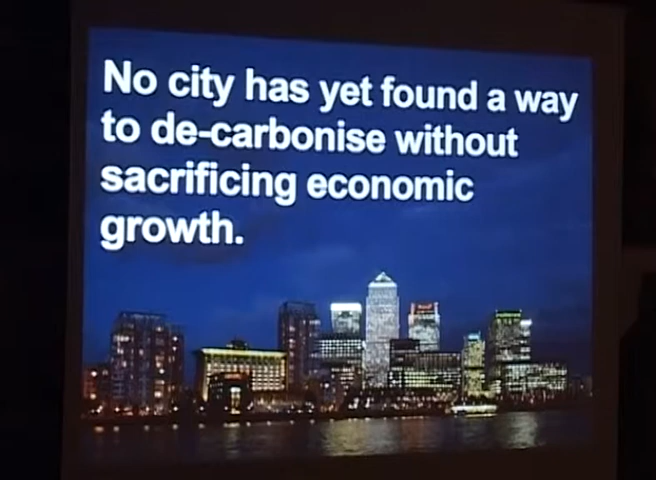 No city has yet found a way
to de-carbonise without
sacrificing economic
growth.